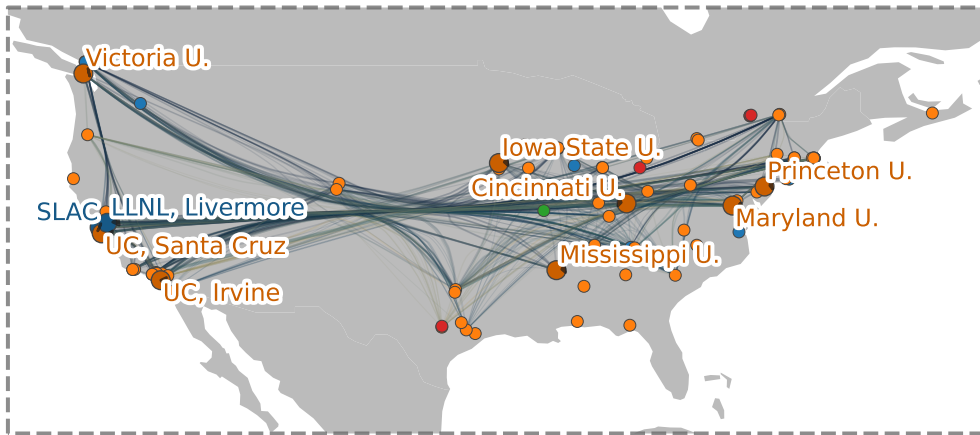 Victoria U.
Iowa State U.
Princeton U.
Cincinnati U.
SLAC
LLNL, Livermore
Maryland U.
UC, Santa Cruz
Mississippi U.
UC, Irvine